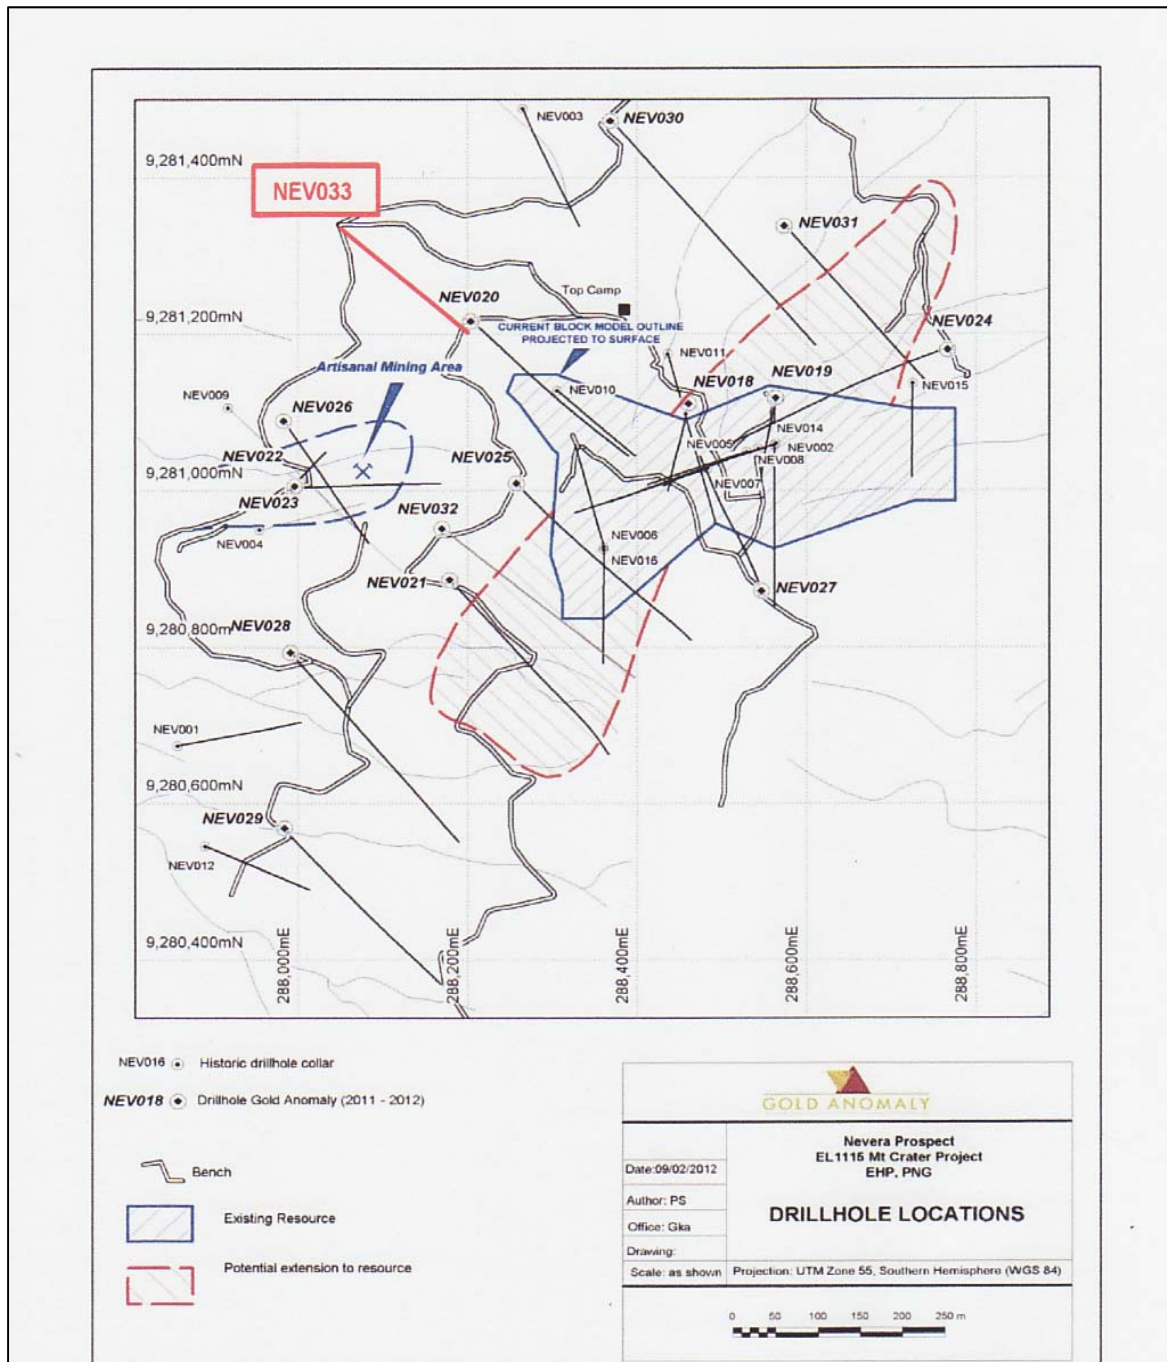 NEV003
NEV030
9,281,400mN
NEV033
NEV031
Top Camp
NEV020
9,281,200mN
CURRENT BLOCK MODEL OUTLINE
PROJECTED TO SURFACE
NEV024
NEV011
Artisanal Mining Area
NEV019
NEV018
NEV015
NEV010
NEV009
NEV026
NEV014
NEV005
NEV002
NEV022
NEV025
NEV008
9,281,000mN
NEV007
NEV023
NEV032
NEV004
NEV006
NEV016
NEV021
NEV027
9,280,800mN
NEV028
NEV001
9,280,600mN
NEV029
NEV012
9,280,400mN
288,000mE
288,200mE
288,400mE
288,600mE
288,800mE
NEV016 Historic drillhole collar
NEV018 Drillhole Gold Anomaly (2011 - 2012)
Bench
Existing Resource
Potential extension to resource
GOLD ANOMALY
Nevera Prospect
EL1115 Mt Crater Project
EHP, PNG
DRILLHOLE LOCATIONS
Date:09/02/2012
Author: PS
Office: Gka
Drawing:
Scale: as shown
Projection: UTM Zone 55, Southern Hemisphere (WGS 84)
0 50 100 150 200 250 m